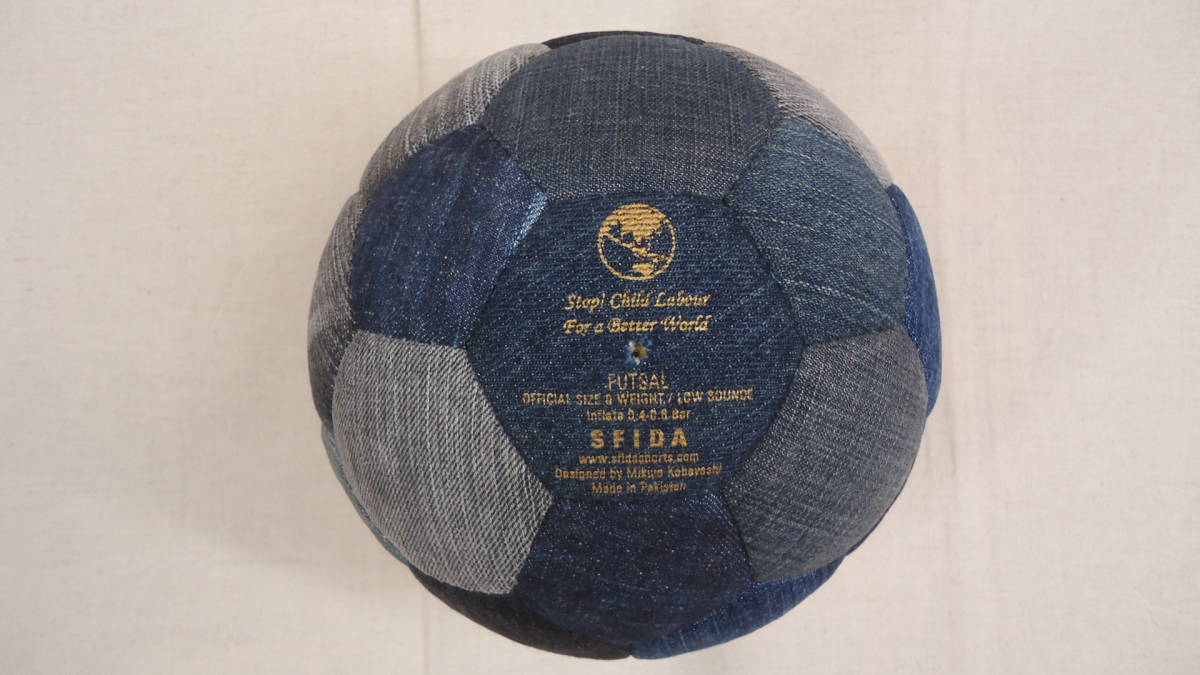 Stop! Child Labour
For a Better World
FUTSAL
OFFICIAL SIZE & WEIGHT / LOW BOUNCE
Inflate 0.4-0.6 Bar
SFIDA
www.sfidasports.com
Designed by Mikiya Kobayashi
Made in Pakistan